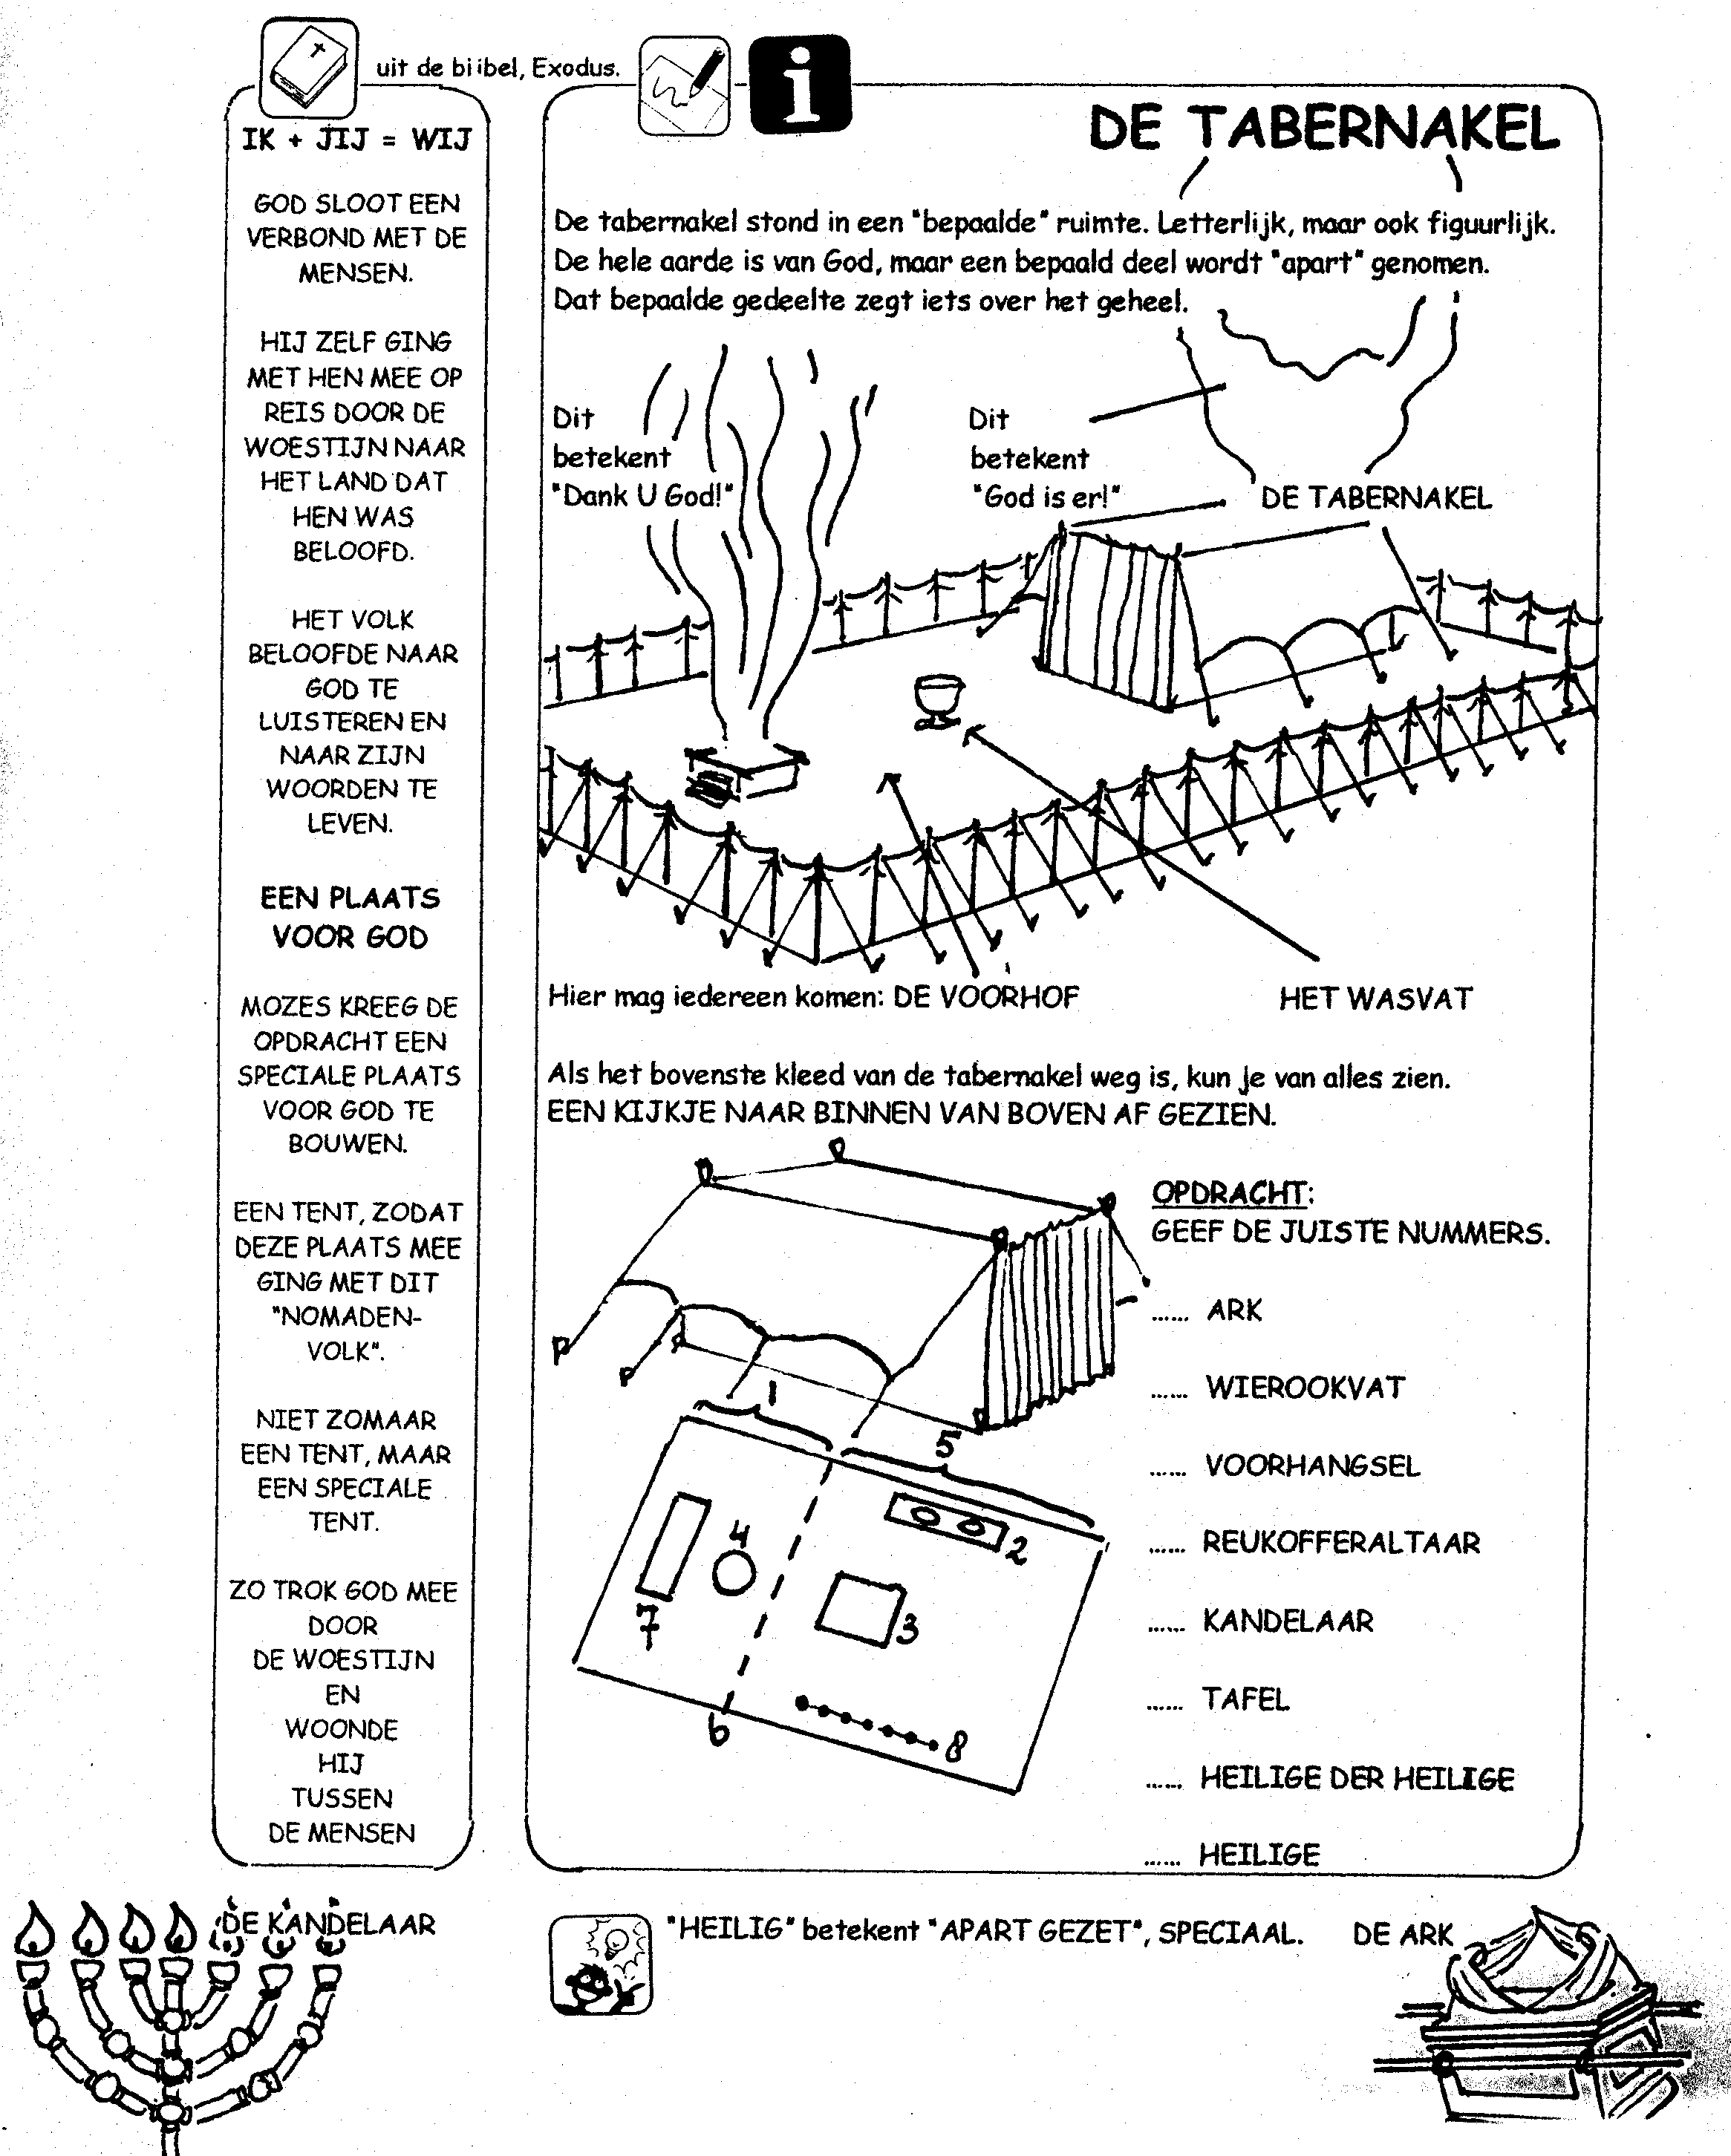 uit de biibel, Exodus.
IK + JIJ = WIJ
GOD SLOOT EEN
VERBOND MET DE
MENSEN.
HIJ ZELF GING
MET HEN MEE OP
REIS DOOR DE
WOESTIJN NAAR
HET LAND DAT
HEN WAS
BELOOFD.
HET VOLK
BELOOFDE NAAR
GOD TE
LUISTEREN EN
NAAR ZIJN
WOORDEN TE
LEVEN.
EEN PLAATS
VOOR GOD
MOZES KREEG DE
OPDRACHT EEN
SPECIALE PLAATS
VOOR GOD TE
BOUWEN.
EEN TENT, ZODAT
DEZE PLAATS MEE
GING MET DIT
"NOMADEN-
VOLK".
NIET ZOMAAR
EEN TENT, MAAR
EEN SPECIALE
TENT.
ZO TROK GOD MEE
DOOR
DE WOESTIJN
EN
WOONDE
HIJ
TUSSEN
DE MENSEN
i
DE TABERNAKEL
De tabernakel stond in een "bepaalde" ruimte. Letterlijk, maar ook figuurlijk.
De hele aarde is van God, maar een bepaald deel wordt "apart" genomen.
Dat bepaalde gedeelte zegt iets over het geheel.
Dit
betekent
"Dank U God!"
Dit
betekent
"God is er!"
DE TABERNAKEL
Hier mag iedereen komen: DE VOORHOF
HET WASVAT
Als het bovenste kleed van de tabernakel weg is, kun je van alles zien.
EEN KIJKJE NAAR BINNEN VAN BOVEN AF GEZIEN.
OPDRACHT:
GEEF DE JUISTE NUMMERS.
...... ARK
...... WIEROOKVAT
...... VOORHANGSEL
...... REUKOFFERALTAAR
...... KANDELAAR
...... TAFEL
...... HEILIGE DER HEILIGE
...... HEILIGE
1
5
4
2
7
3
6
8
DE KANDELAAR
"HEILIG" betekent "APART GEZET", SPECIAAL.
DE ARK